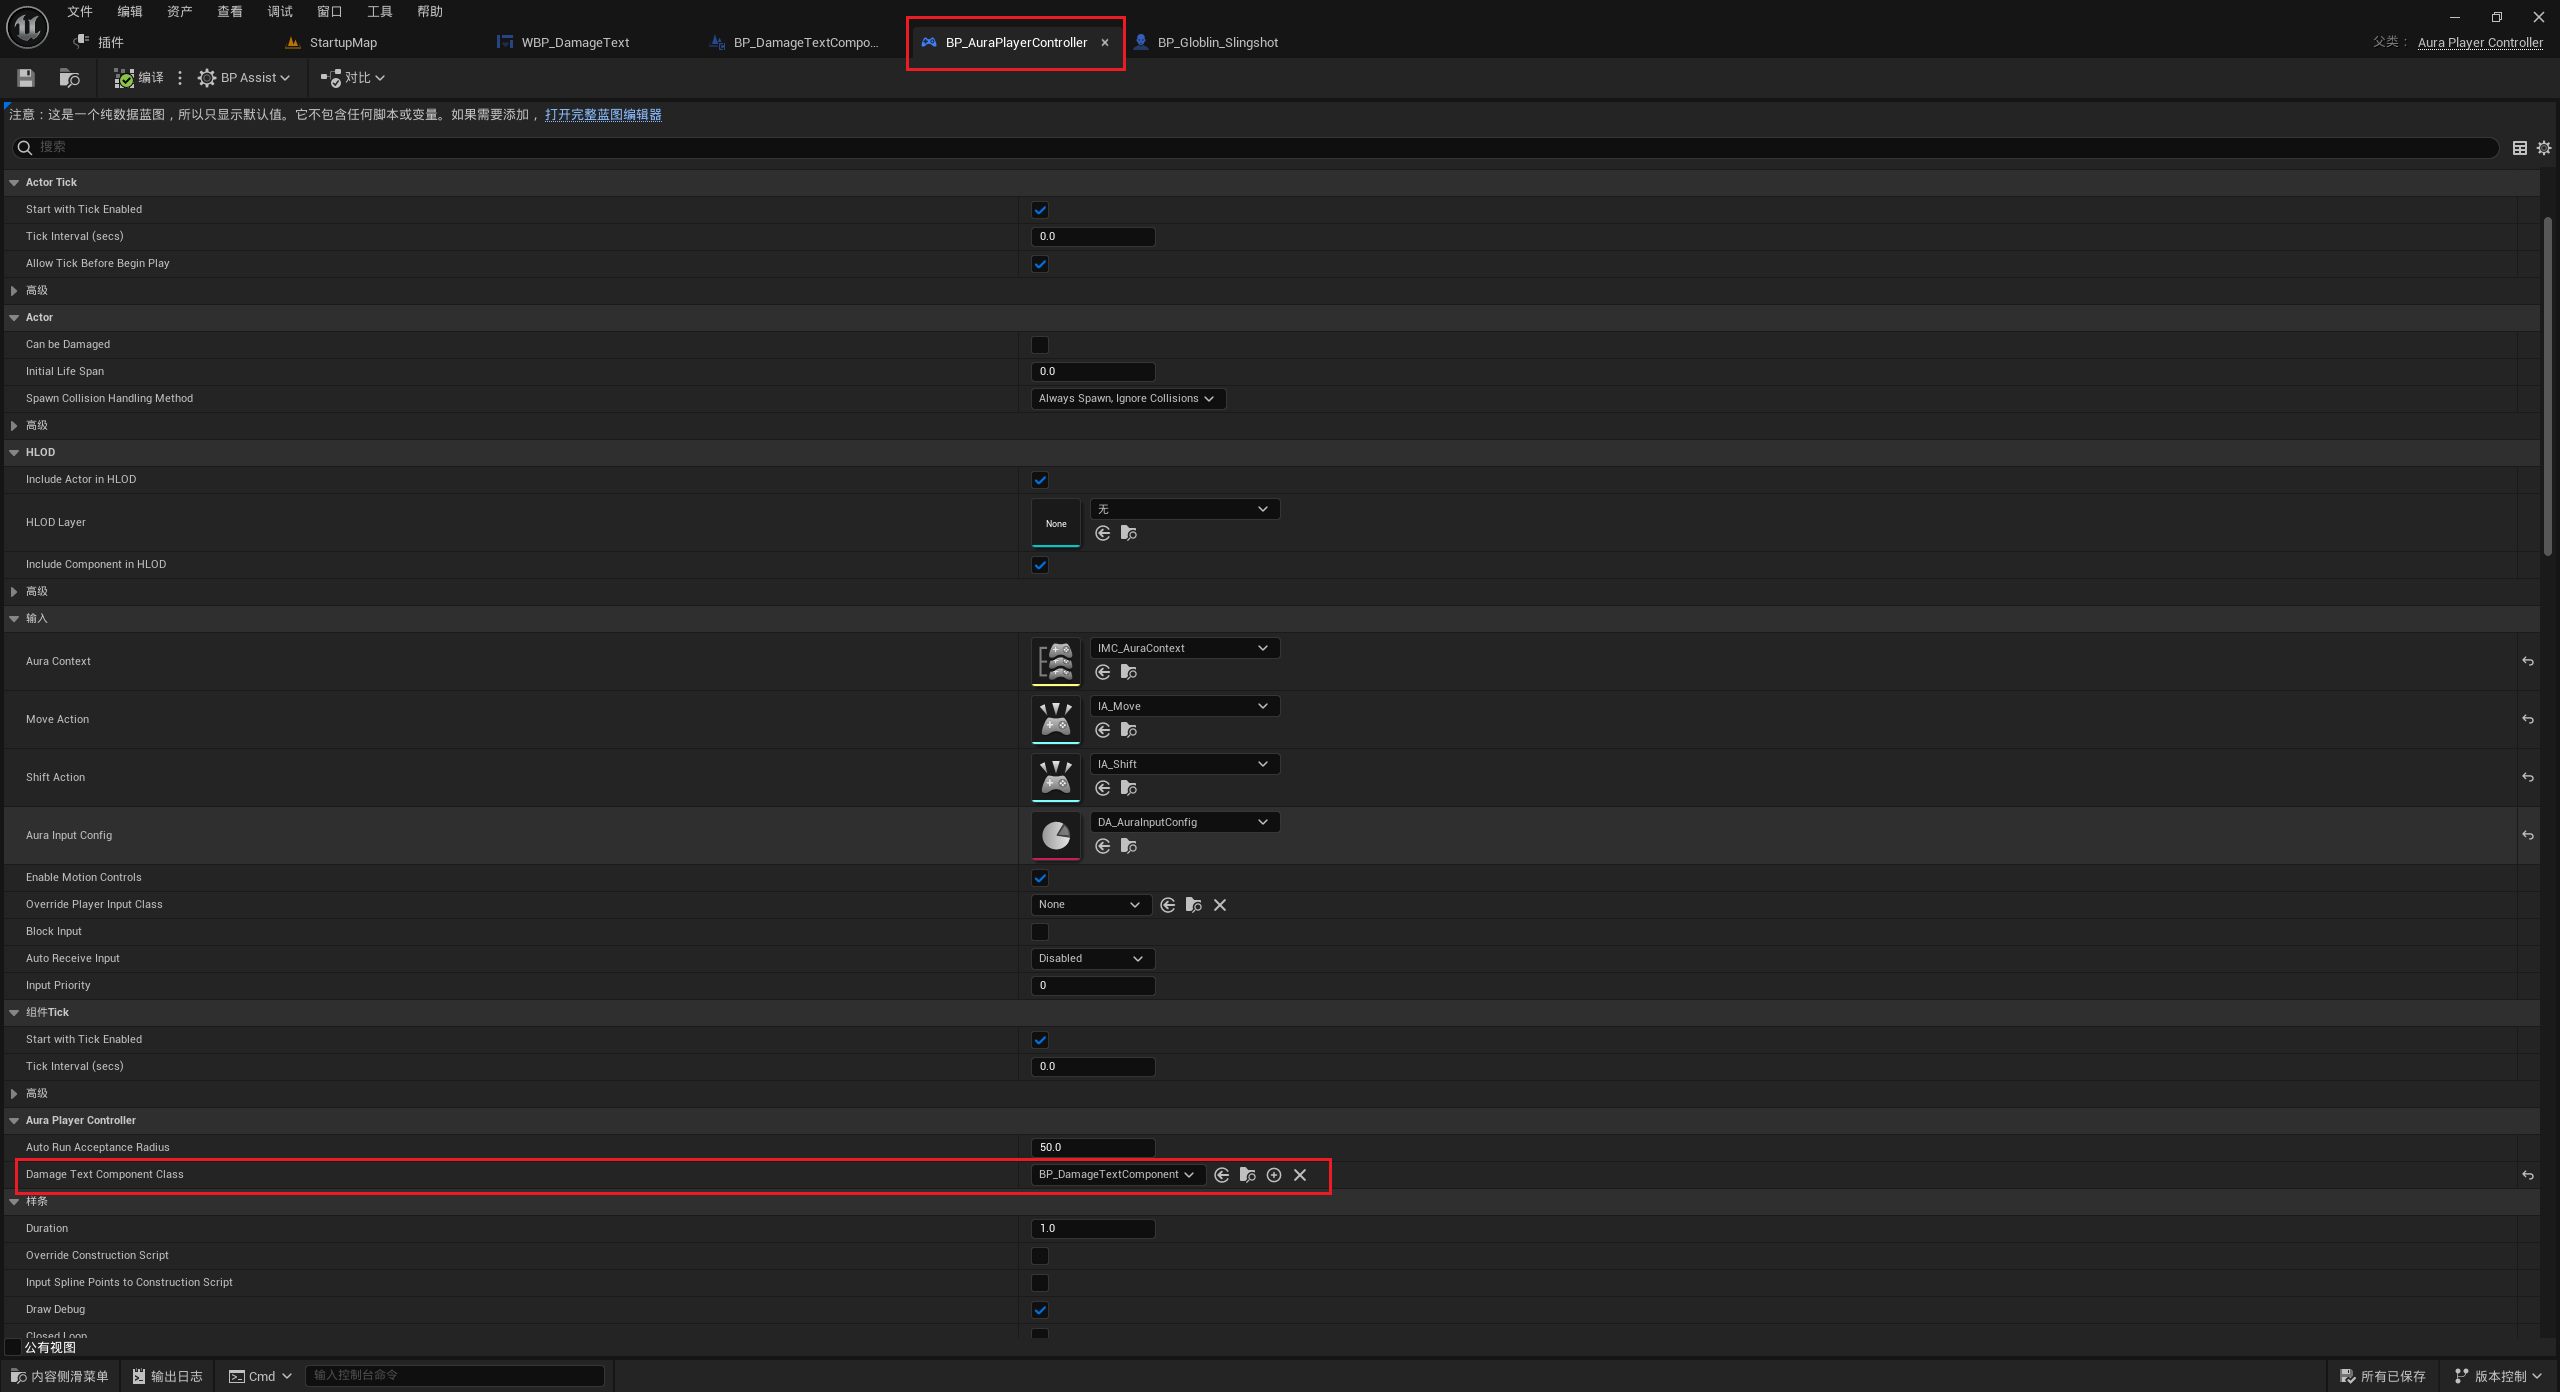 文件 编辑 资产 查看 调试 窗口 工具 帮助
插件 StartupMap WBP_DamageText BP_DamageTextCompo... BP_AuraPlayerController BP_Globlin_Slingshot 父类： Aura Player Controller
编译 BP Assist 对比
注意：这是一个纯数据蓝图，所以只显示默认值。它不包含任何脚本或变量。如果需要添加，打开完整蓝图编辑器
搜索
Actor Tick
Start with Tick Enabled
Tick Interval (secs) 0.0
Allow Tick Before Begin Play
高级
Actor
Can be Damaged
Initial Life Span 0.0
Spawn Collision Handling Method Always Spawn, Ignore Collisions
高级
HLOD
Include Actor in HLOD
HLOD Layer None 无
Include Component in HLOD
高级
输入
Aura Context IMC_AuraContext
Move Action IA_Move
Shift Action IA_Shift
Aura Input Config DA_AuraInputConfig
Enable Motion Controls
Override Player Input Class None
Block Input
Auto Receive Input Disabled
Input Priority 0
组件Tick
Start with Tick Enabled
Tick Interval (secs) 0.0
高级
Aura Player Controller
Auto Run Acceptance Radius 50.0
Damage Text Component Class BP_DamageTextComponent
样条
Duration 1.0
Override Construction Script
Input Spline Points to Construction Script
Draw Debug
Closed Loop
公有视图
内容侧滑菜单 输出日志 Cmd 输入控制台命令 所有已保存 版本控制